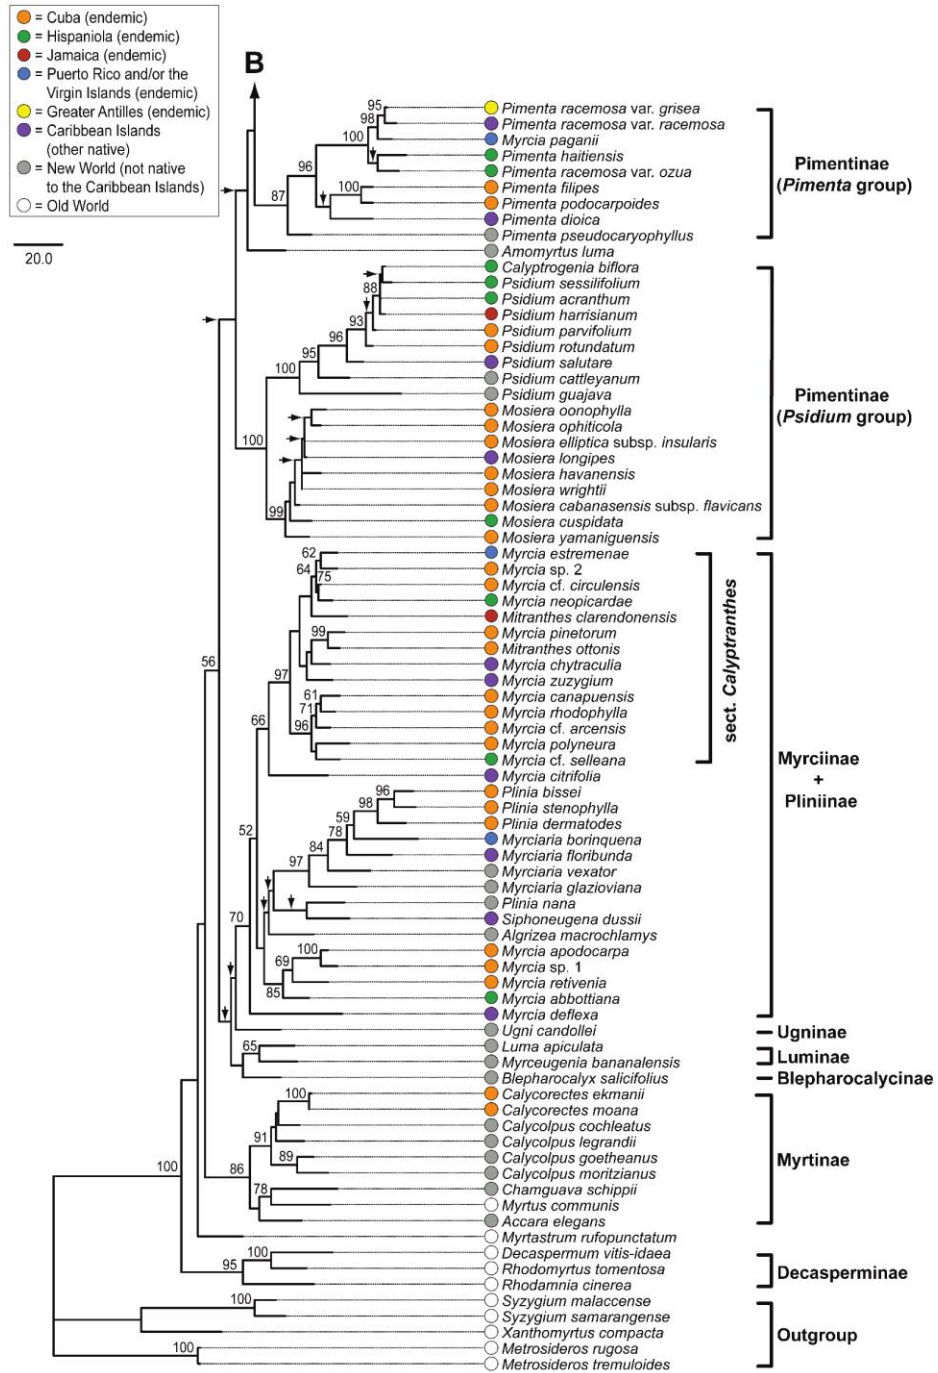 = Cuba (endemic)
= Hispaniola (endemic)
= Jamaica (endemic)
= Puerto Rico and/or the
Virgin Islands (endemic)
= Greater Antilles (endemic)
= Caribbean Islands
(other native)
= New World (not native
to the Caribbean Islands)
= Old World
20.0
B
95
Pimenta racemosa var. grisea
98
Pimenta racemosa var. racemosa
100
Myrcia paganii
Pimenta haitiensis
96
Pimenta racemosa var. ozua
100
Pimenta filipes
87
Pimenta podocarpoides
Pimenta dioica
Pimenta pseudocaryophyllus
Pimentinae
(Pimenta group)
Amomyrtus luma
Calyptrogenia biflora
88
Psidium sessilifolium
Psidium acranthum
93
Psidium harrisianum
96
Psidium parvifolium
95
Psidium rotundatum
100
Psidium salutare
Psidium cattleyanum
Psidium guajava
Mosiera oonophylla
Mosiera ophiticola
100
Mosiera elliptica subsp. insularis
Mosiera longipes
Mosiera havanensis
Mosiera wrightii
Mosiera cabanasensis subsp. flavicans
99
Mosiera cuspidata
Mosiera yamaniguensis
Pimentinae
(Psidium group)
62
Myrcia estremenae
64
Myrcia sp. 2
75
Myrcia cf. circulensis
Myrcia neopicardae
Mitranthes clarendonensis
99
Myrcia pinetorum
Mitranthes ottonis
56
Myrcia chytraculia
97
Myrcia zuzygium
61
Myrcia canapuensis
71
Myrcia rhodophylla
66
96
Myrcia cf. arcensis
Myrcia polyneura
Myrcia cf. selleana
sect. Calyptranthes
Myrcia citrifolia
96
Plinia bissei
98
Plinia stenophylla
59
Plinia dermatodes
52
78
Myrciaria borinquena
84
Myrciaria floribunda
97
Myrciaria vexator
Myrciaria glazioviana
Plinia nana
70
Siphoneugena dussii
Algrizea macrochlamys
100
Myrcia apodocarpa
69
Myrcia sp. 1
Myrcia retivenia
85
Myrcia abbottiana
Myrcia deflexa
Myrciinae
+
Pliniinae
Ugni candollei
Ugninae
65
Luma apiculata
Myrceugenia bananalensis
Luminae
Blepharocalyx salicifolius
Blepharocalycinae
100
Calycorectes ekmanii
Calycorectes moana
Calycolpus cochleatus
91
Calycolpus legrandii
89
Calycolpus goetheanus
100
86
Calycolpus moritzianus
78
Chamguava schippii
Myrtus communis
Accara elegans
Myrtinae
Myrtastrum rufopunctatum
100
Decaspermum vitis-idaea
95
Rhodomyrtus tomentosa
Rhodamnia cinerea
Decasperminae
100
Syzygium malaccense
Syzygium samarangense
Xanthomyrtus compacta
100
Metrosideros rugosa
Metrosideros tremuloides
Outgroup